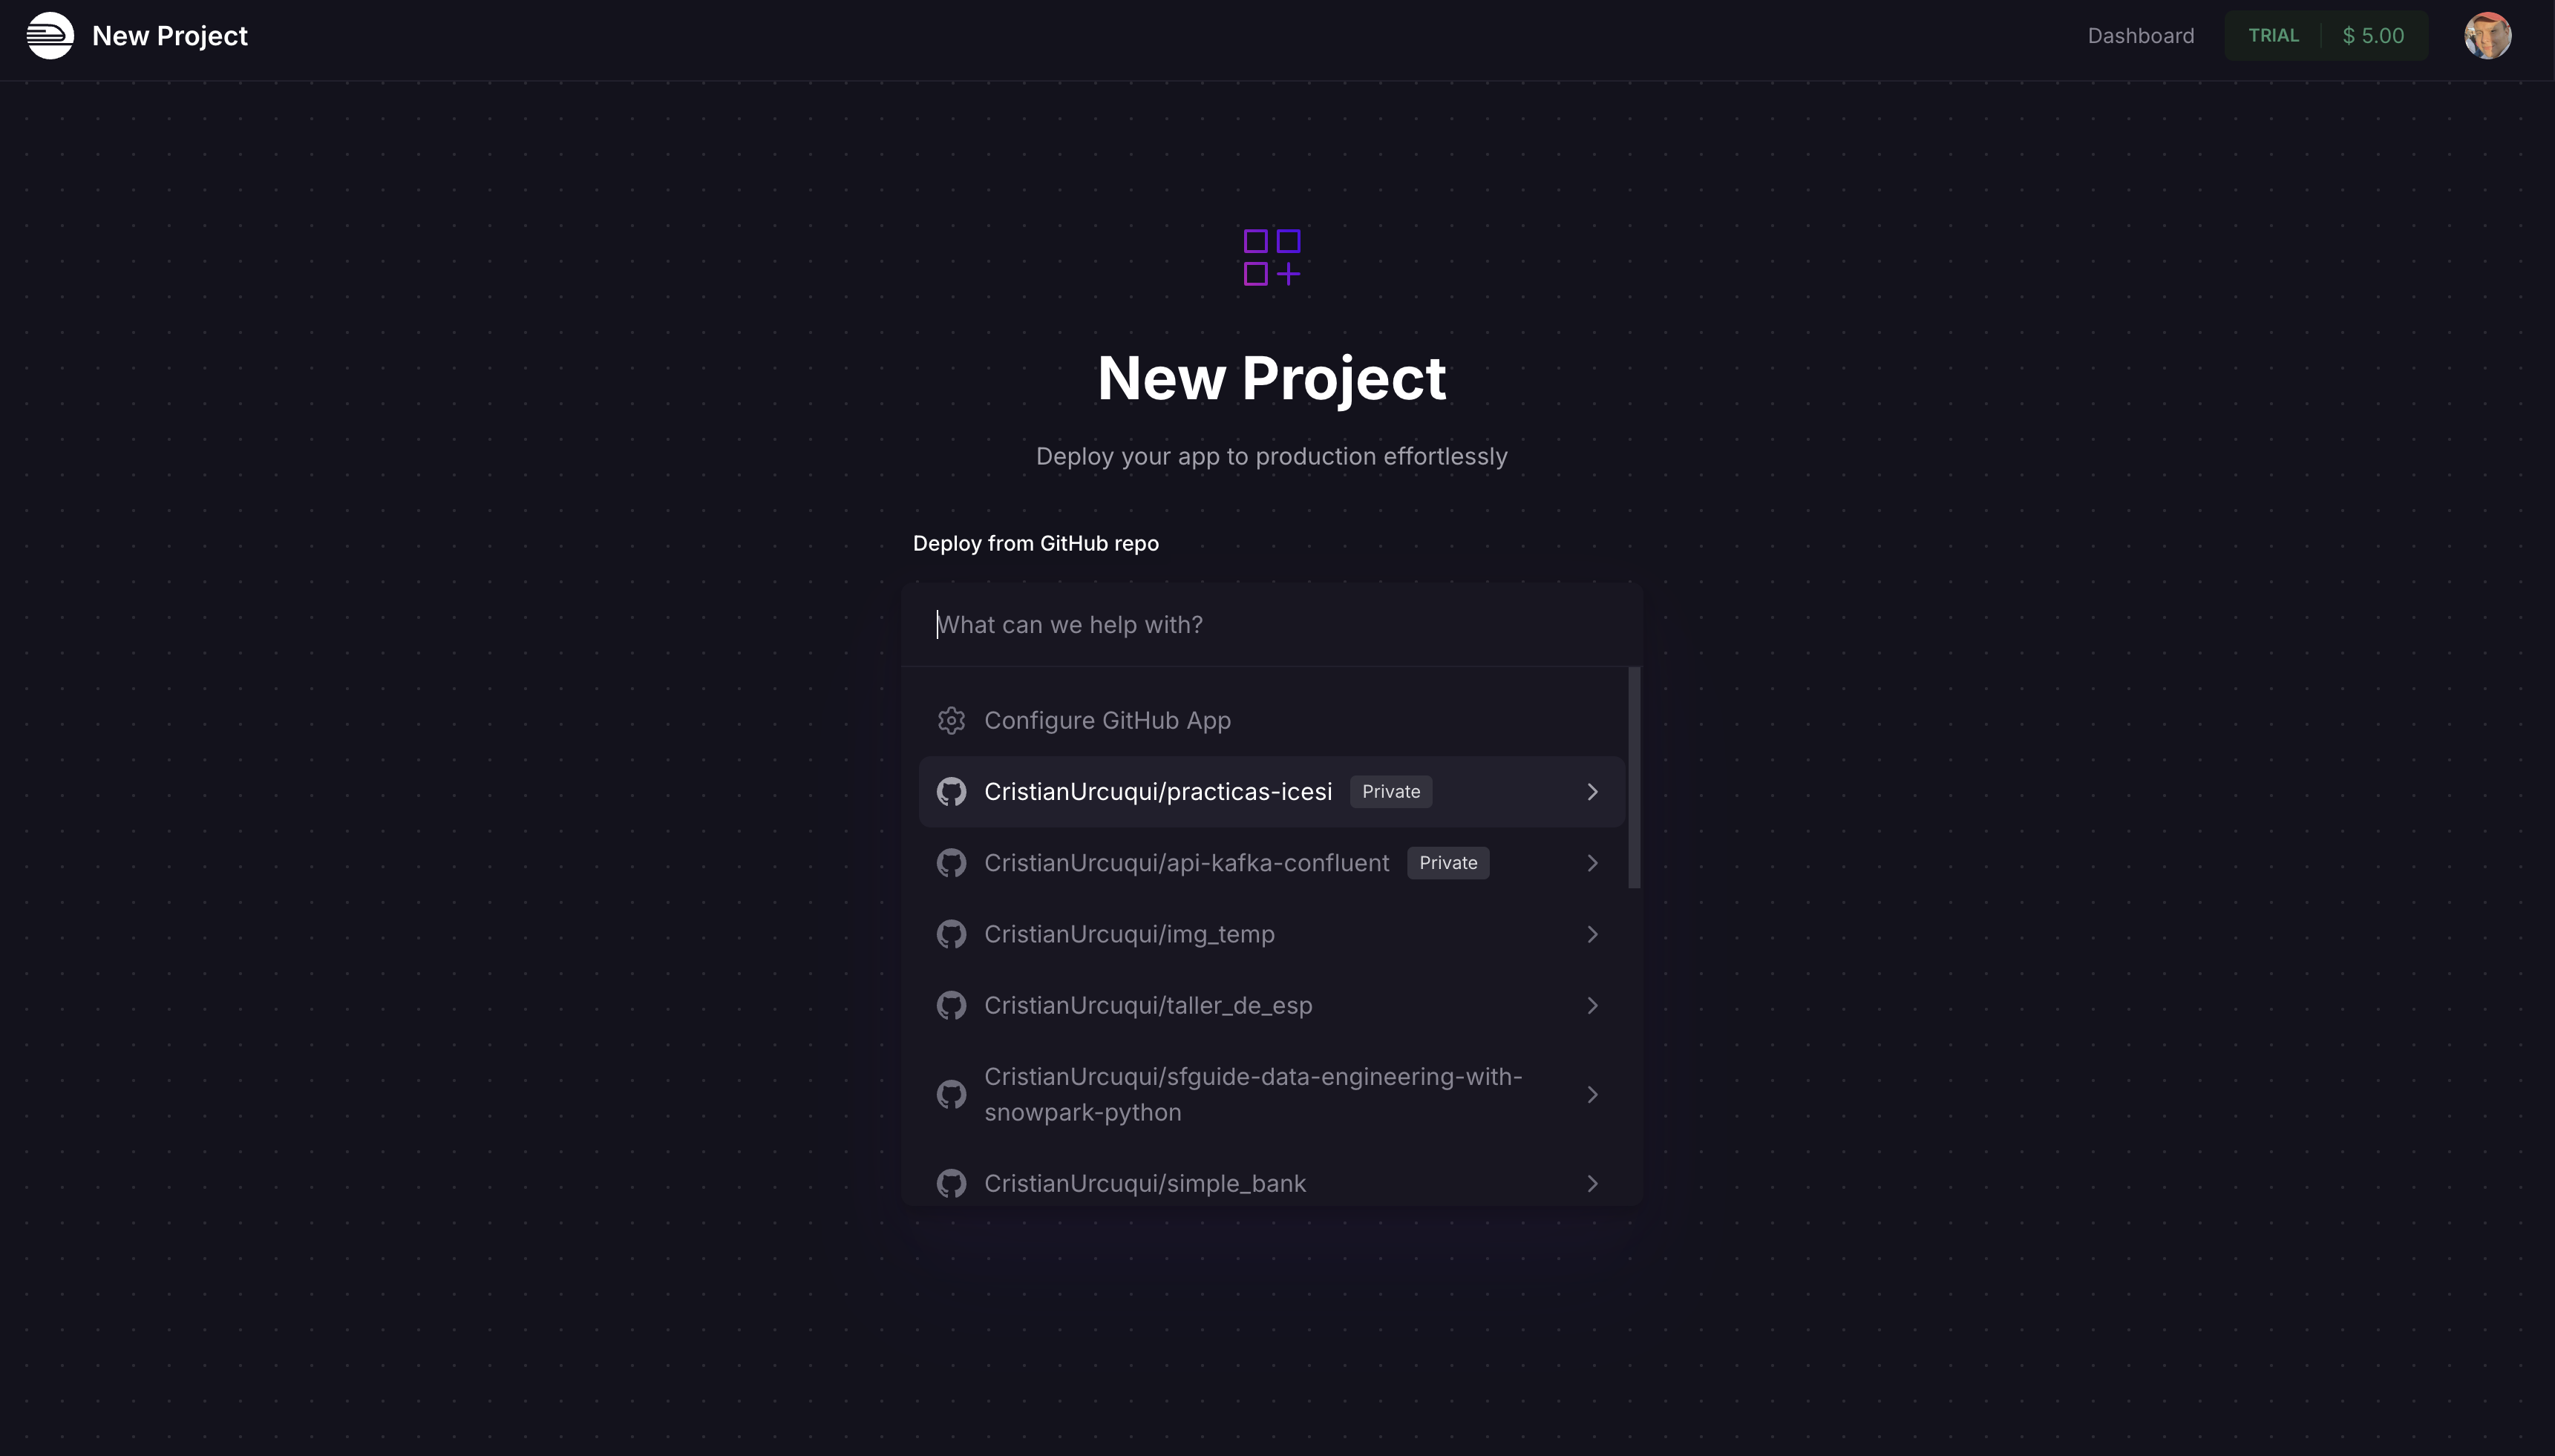 New Project
Dashboard
TRIAL
$ 5.00
New Project
Deploy your app to production effortlessly
Deploy from GitHub repo
What can we help with?
Configure GitHub App
CristianUrcuqui/practicas-icesi Private
CristianUrcuqui/api-kafka-confluent Private
CristianUrcuqui/img_temp
CristianUrcuqui/taller_de_esp
CristianUrcuqui/sfguide-data-engineering-with-
snowpark-python
CristianUrcuqui/simple_bank